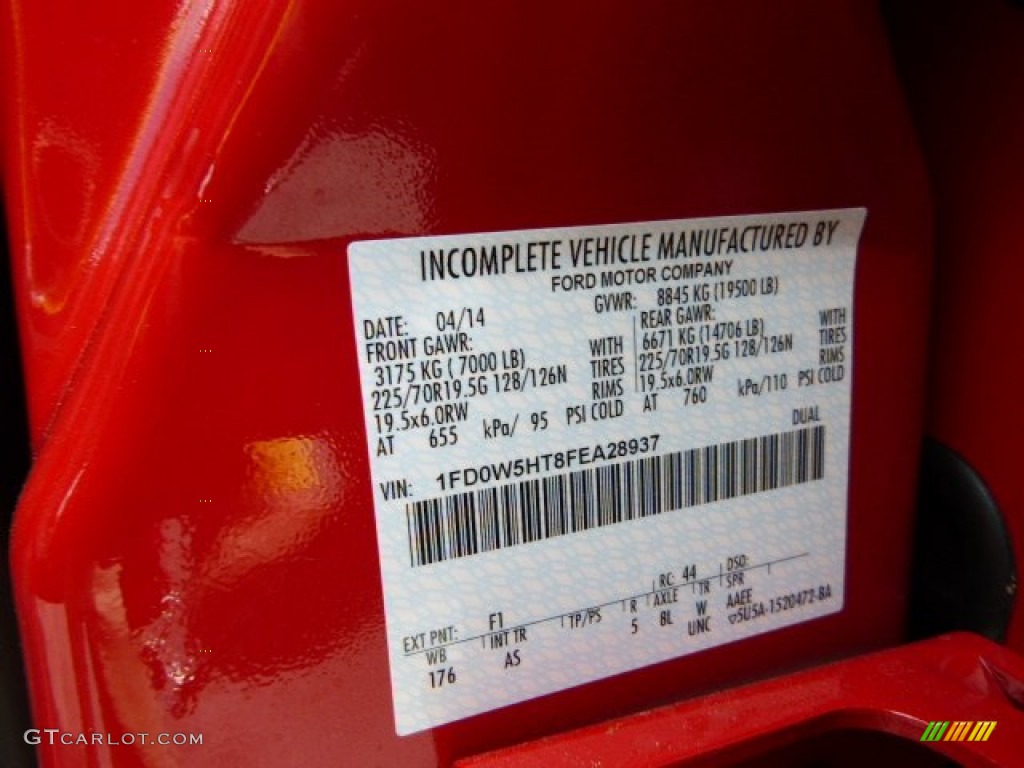 INCOMPLETE VEHICLE MANUFACTURED BY
FORD MOTOR COMPANY
DATE: 04/14
GVWR: 8845 KG (19500 LB)
FRONT GAWR:
3175 KG ( 7000 LB) WITH
225/70R19.5G 128/126N TIRES
19.5x6.0RW RIMS
AT 655 kPa/ 95 PSI COLD
REAR GAWR:
6671 KG (14706 LB) WITH
225/70R19.5G 128/126N TIRES
19.5x6.0RW RIMS
AT 760 kPa/110 PSI COLD
DUAL
VIN: 1FD0W5HT8FEA28937
EXT PNT: F1 RC: 44 DSO:
WB INT TR TP/PS R AXLE TR SPR
176 AS 5 8L W AAEE
UNC 5U5A-1520472-BA
GTCARLOT.COM